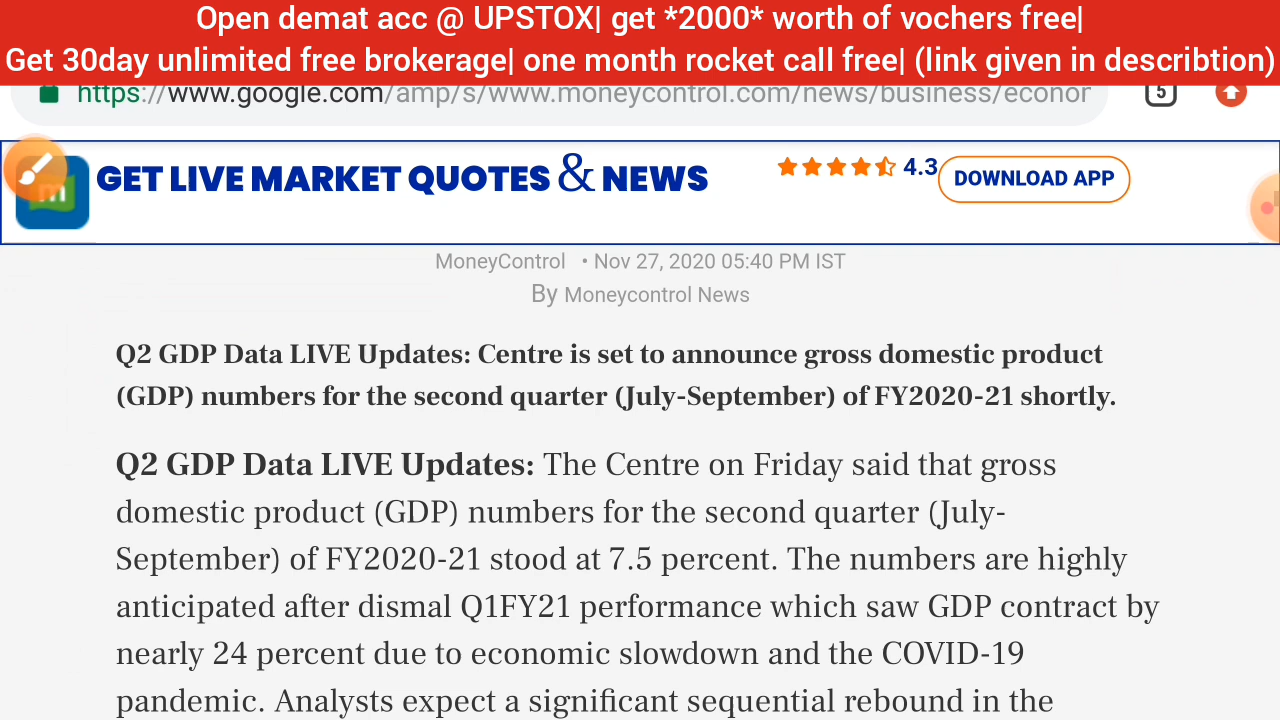 Open demat acc @ UPSTOX| get *2000* worth of vochers free|
Get 30day unlimited free brokerage| one month rocket call free| (link given in describtion)
https://www.google.com/amp/s/www.moneycontrol.com/news/business/econor
5
m
GET LIVE MARKET QUOTES & NEWS
4.3
DOWNLOAD APP
MoneyControl • Nov 27, 2020 05:40 PM IST
By Moneycontrol News
Q2 GDP Data LIVE Updates: Centre is set to announce gross domestic product
(GDP) numbers for the second quarter (July-September) of FY2020-21 shortly.
Q2 GDP Data LIVE Updates: The Centre on Friday said that gross
domestic product (GDP) numbers for the second quarter (July-
September) of FY2020-21 stood at 7.5 percent. The numbers are highly
anticipated after dismal Q1FY21 performance which saw GDP contract by
nearly 24 percent due to economic slowdown and the COVID-19
pandemic. Analysts expect a significant sequential rebound in the